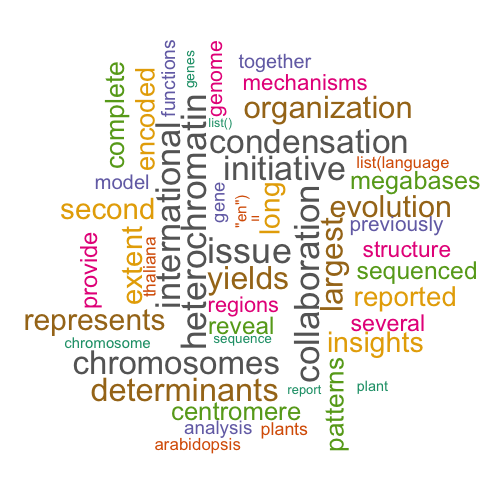 together
mechanisms
functions
genes
genome
complete
encoded
organization
list()
condensation
international
heterochromatin
initiative
list(language
megabases
model
gene
"en")
=
long
second
evolution
previously
provide
extent
thaliana
issue
collaboration
largest
structure
sequenced
yields
reported
regions
represents
reveal
several
chromosome
sequence
insights
chromosomes
determinants
report
patterns
plant
centromere
analysis
plants
arabidopsis